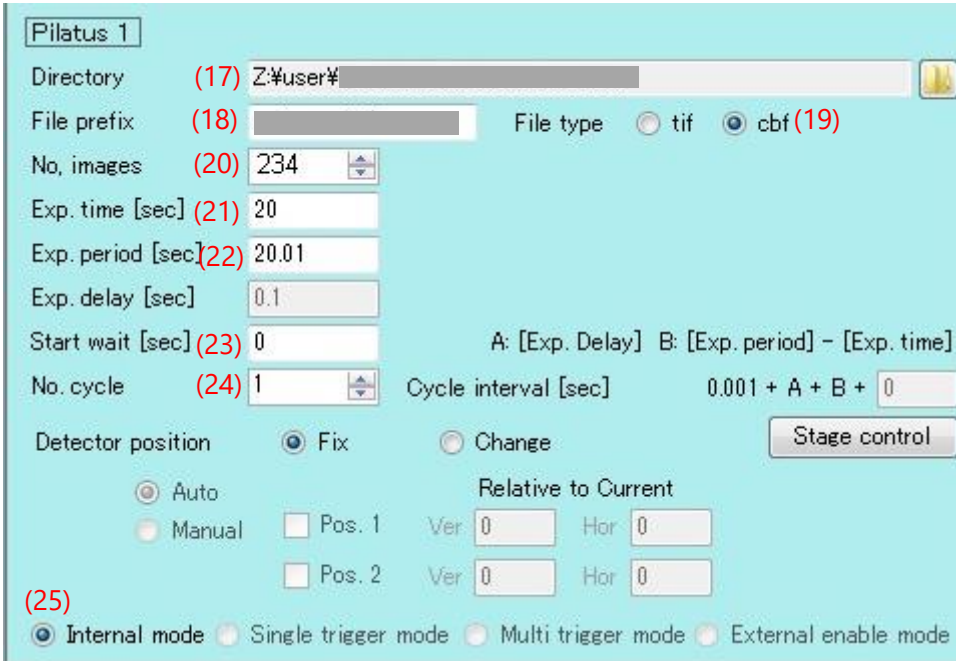 Pilatus 1
Directory (17) Z:¥user¥
File prefix (18) File type tif cbf (19)
No, images (20) 234
Exp. time [sec] (21) 20
Exp. period [sec] (22) 20.01
Exp. delay [sec] 0.1
Start wait [sec] (23) 0 A: [Exp. Delay] B: [Exp. period] - [Exp. time]
No. cycle (24) 1 Cycle interval [sec] 0.001 + A + B + 0
Detector position Fix Change Stage control
Auto Relative to Current
Manual Pos. 1 Ver 0 Hor 0
Pos. 2 Ver 0 Hor 0
(25)
Internal mode Single trigger mode Multi trigger mode External enable mode